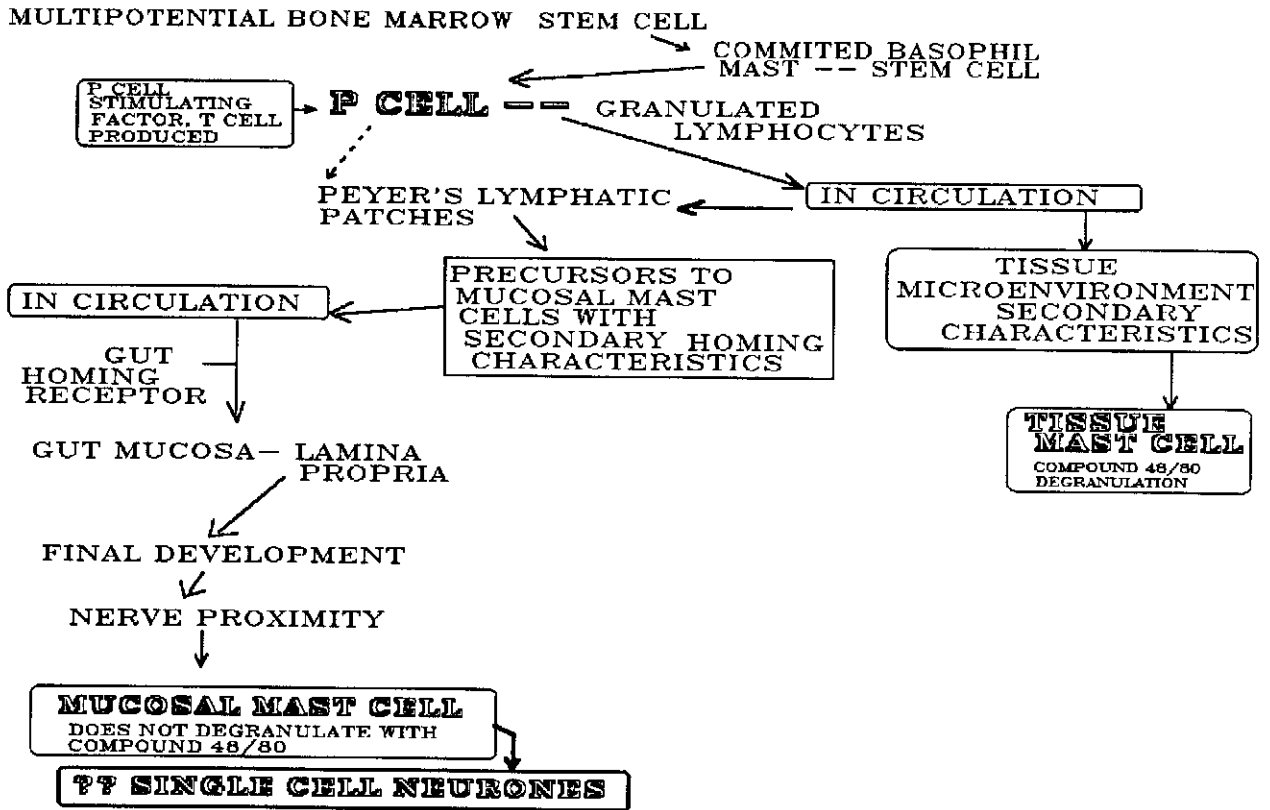 MULTIPOTENTIAL BONE MARROW STEM CELL
COMMITED BASOPHIL
MAST -- STEM CELL
P CELL
STIMULATING
FACTOR, T CELL
PRODUCED
P CELL --
GRANULATED
LYMPHOCYTES
PEYER'S LYMPHATIC
PATCHES
IN CIRCULATION
TISSUE
MICROENVIRONMENT
SECONDARY
CHARACTERISTICS
PRECURSORS TO
MUCOSAL MAST
CELLS WITH
SECONDARY HOMING
CHARACTERISTICS
IN CIRCULATION
GUT
HOMING
RECEPTOR
TISSUE
MAST CELL
COMPOUND 48/80
DEGRANULATION
GUT MUCOSA— LAMINA
PROPRIA
FINAL DEVELOPMENT
NERVE PROXIMITY
MUCOSAL MAST CELL
DOES NOT DEGRANULATE WITH
COMPOUND 48/80
?? SINGLE CELL NEURONES